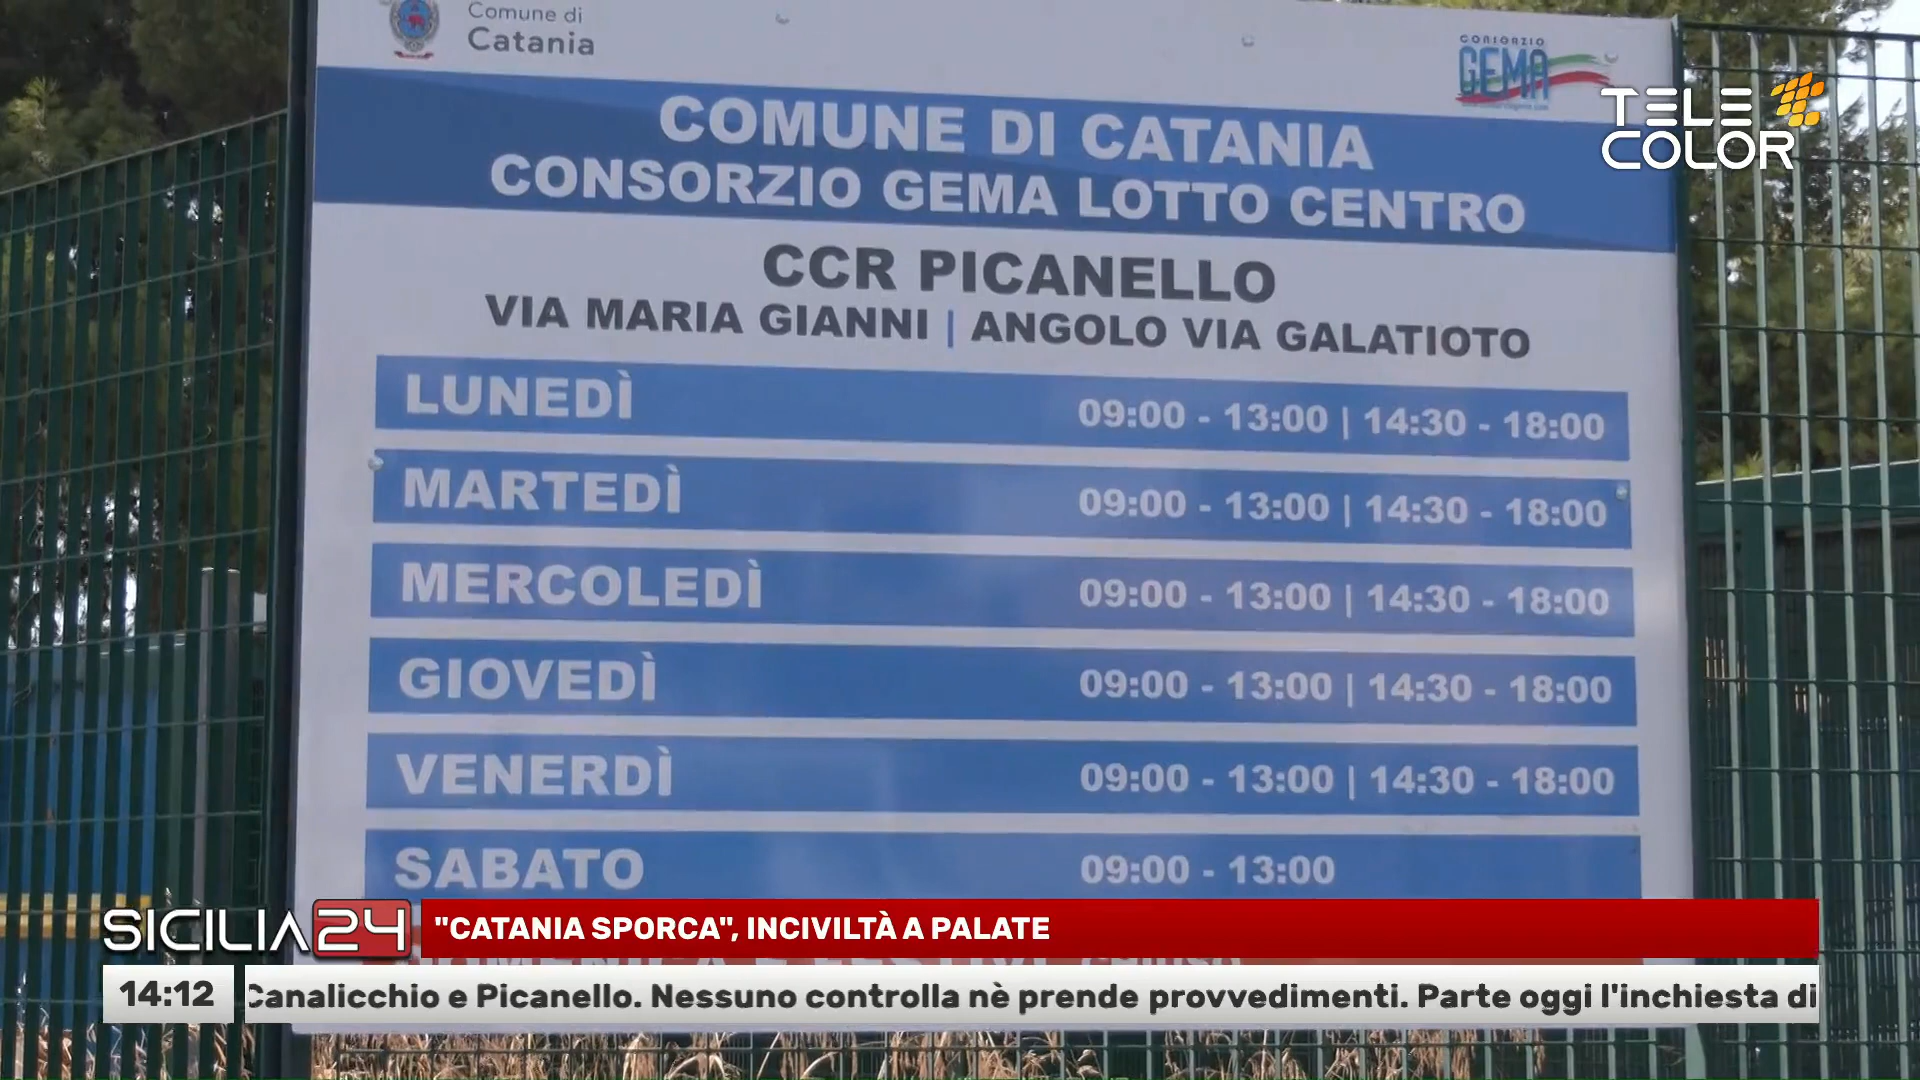 Comune di
Catania
CONSORZIO
GEMA
TELE
COLOR
COMUNE DI CATANIA
CONSORZIO GEMA LOTTO CENTRO
CCR PICANELLO
VIA MARIA GIANNI | ANGOLO VIA GALATIOTO
LUNEDÌ 09:00 - 13:00 | 14:30 - 18:00
MARTEDÌ 09:00 - 13:00 | 14:30 - 18:00
MERCOLEDÌ 09:00 - 13:00 | 14:30 - 18:00
GIOVEDÌ 09:00 - 13:00 | 14:30 - 18:00
VENERDÌ 09:00 - 13:00 | 14:30 - 18:00
SABATO 09:00 - 13:00
SICILIA24 "CATANIA SPORCA", INCIVILTÀ A PALATE
14:12 Canalicchio e Picanello. Nessuno controlla nè prende provvedimenti. Parte oggi l'inchiesta di